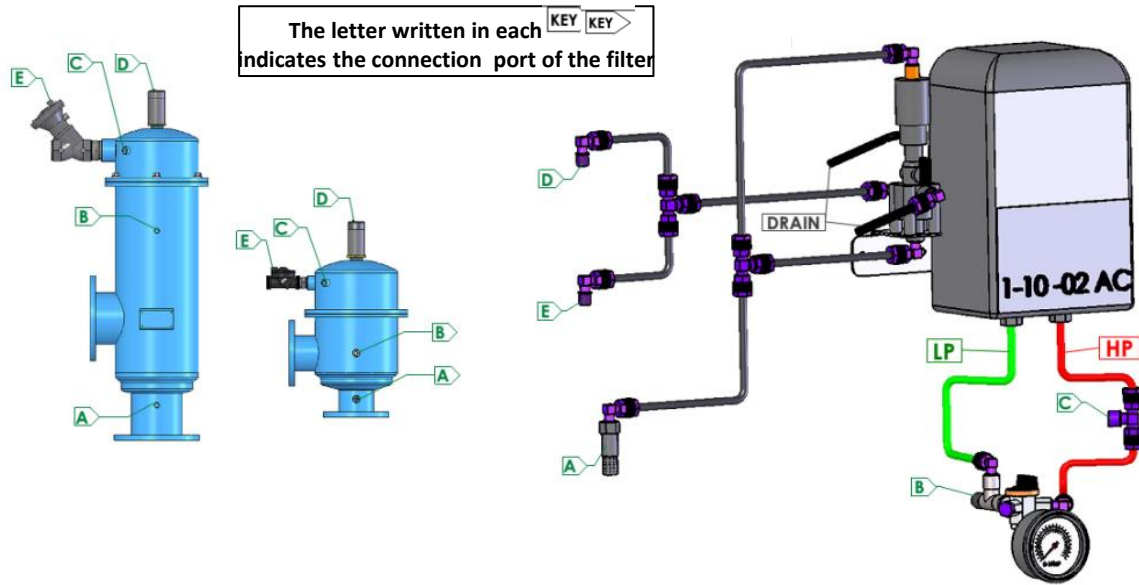 The letter written in each KEY KEY
indicates the connection port of the filter
E
C
D
B
A
E
C
D
B
A
D
E
A
DRAIN
1-10-02 AC
LP
HP
C
B